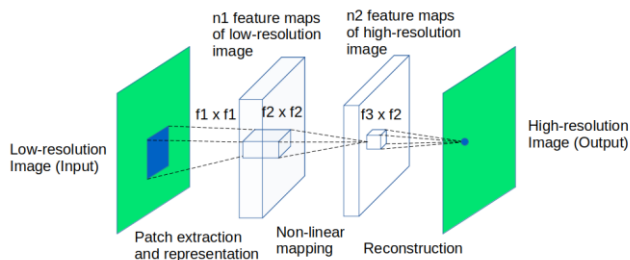 n1 feature maps
of low-resolution
image
n2 feature maps
of high-resolution
image
f1 x f1
f2 x f2
f3 x f2
Low-resolution
Image (Input)
High-resolution
Image (Output)
Patch extraction
and representation
Non-linear
mapping
Reconstruction